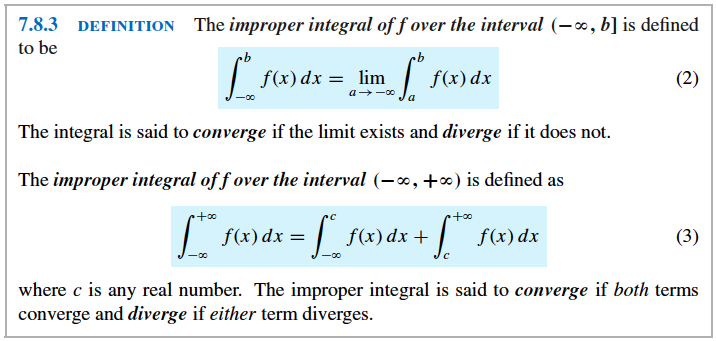 7.8.3 DEFINITION The improper integral of f over the interval (−∞, b] is defined
to be
∫_{−∞}^{b} f(x) dx = lim_{a→−∞} ∫_{a}^{b} f(x) dx (2)
The integral is said to converge if the limit exists and diverge if it does not.
The improper integral of f over the interval (−∞, +∞) is defined as
∫_{−∞}^{+∞} f(x) dx = ∫_{−∞}^{c} f(x) dx + ∫_{c}^{+∞} f(x) dx (3)
where c is any real number. The improper integral is said to converge if both terms
converge and diverge if either term diverges.